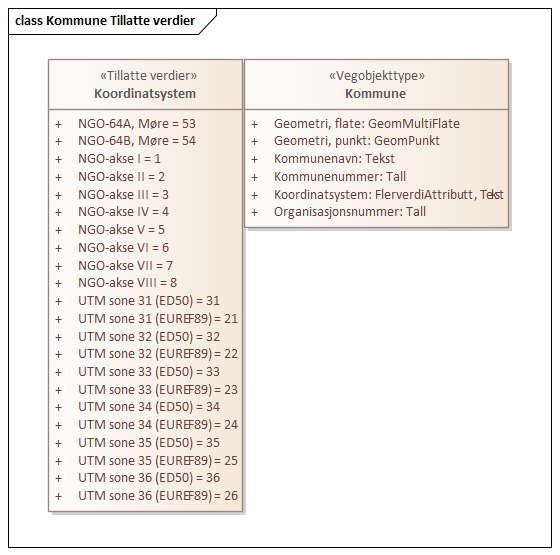 class Kommune Tillatte verdier
«Tillatte verdier»
Koordinatsystem
+ NGO-64A, Møre = 53
+ NGO-64B, Møre = 54
+ NGO-akse I = 1
+ NGO-akse II = 2
+ NGO-akse III = 3
+ NGO-akse IV = 4
+ NGO-akse V = 5
+ NGO-akse VI = 6
+ NGO-akse VII = 7
+ NGO-akse VIII = 8
+ UTM sone 31 (ED50) = 31
+ UTM sone 31 (EUREF89) = 21
+ UTM sone 32 (ED50) = 32
+ UTM sone 32 (EUREF89) = 22
+ UTM sone 33 (ED50) = 33
+ UTM sone 33 (EUREF89) = 23
+ UTM sone 34 (ED50) = 34
+ UTM sone 34 (EUREF89) = 24
+ UTM sone 35 (ED50) = 35
+ UTM sone 35 (EUREF89) = 25
+ UTM sone 36 (ED50) = 36
+ UTM sone 36 (EUREF89) = 26
«Vegobjekttype»
Kommune
+ Geometri, flate: GeomMultiFlate
+ Geometri, punkt: GeomPunkt
+ Kommunenavn: Tekst
+ Kommunenummer: Tall
+ Koordinatsystem: FlerverdiAttributt, Tekst
+ Organisasjonsnummer: Tall